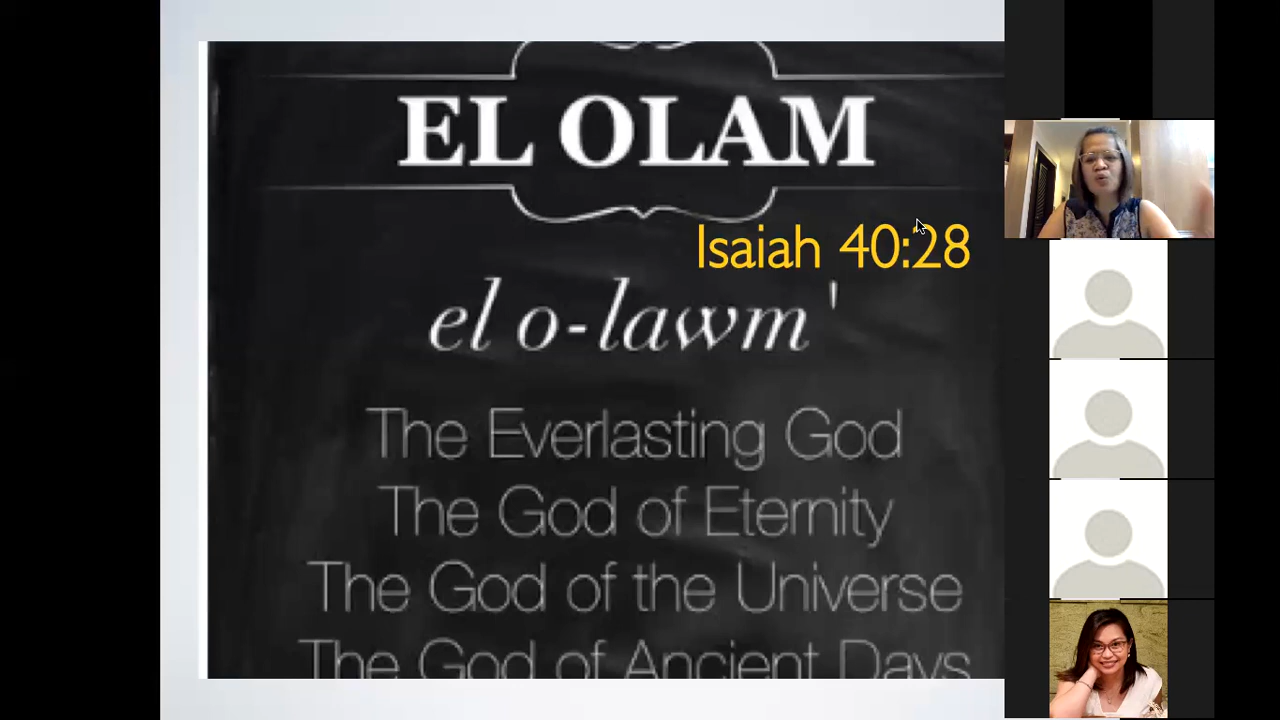 EL OLAM
Isaiah 40:28
el o-lawm'
The Everlasting God
The God of Eternity
The God of the Universe
The God of Ancient Days